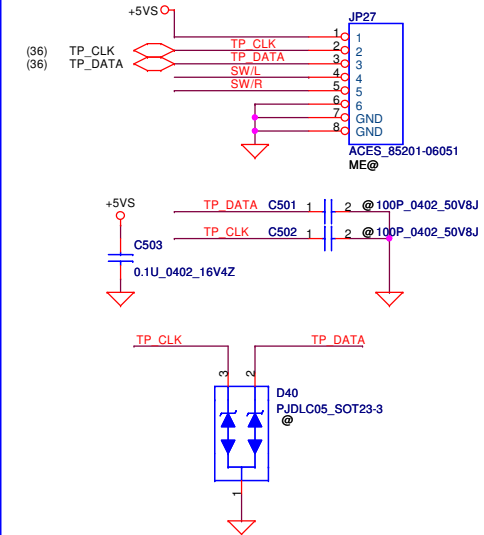 +5VS
JP27
1 1
(36) TP_CLK TP_CLK 2 2
(36) TP_DATA TP_DATA 3 3
SW/L 4 4
SW/R 5 5
6 6
7 GND
8 GND
ACES_85201-06051
ME@
+5VS
TP_DATA C501 1 2 @ 100P_0402_50V8J
TP_CLK C502 1 2 @ 100P_0402_50V8J
C503
0.1U_0402_16V4Z
TP_CLK TP_DATA
3 2
D40
PJDLC05_SOT23-3
@
1